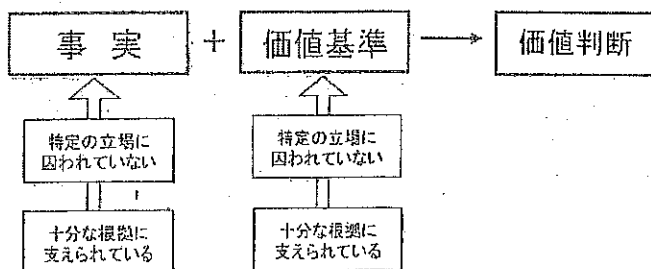 事実 + 価値基準 → 価値判断
特定の立場に
囚われていない
特定の立場に
囚われていない
十分な根拠に
支えられている
十分な根拠に
支えられている